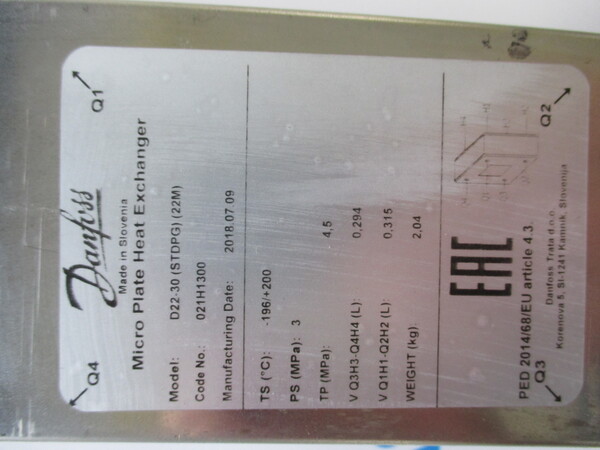 Q4
Q1
Danfoss
Made in Slovenia
Micro Plate Heat Exchanger
Model: D22-30 (STDPG) (22M)
Code No.: 021H1300
Manufacturing Date: 2018.07.09
TS (°C): -196/+200
PS (MPa): 3
TP (MPa): 4,5
V Q3H3-Q4H4 (L): 0,294
V Q1H1-Q2H2 (L): 0,315
WEIGHT (kg) 2,04
EAC
PED 2014/68/EU article 4.3.
Q3
Q2
Danfoss Trata d.o.o.
Korenova 5, SI-1241 Kamnik, Slovenija